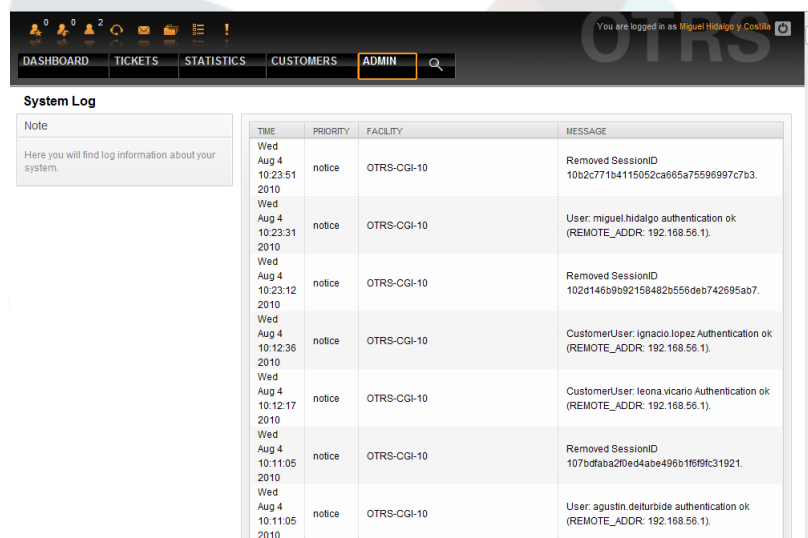 0 0 2
You are logged in as Miguel Hidalgo y Costilla
OTRS
DASHBOARD TICKETS STATISTICS CUSTOMERS ADMIN
System Log
Note
Here you will find log information about your
system.
TIME PRIORITY FACILITY MESSAGE
Wed
Aug 4
10:23:51
2010
notice OTRS-CGI-10
Removed SessionID
10b2c771b4115052ca665a75596997c7b3.
Wed
Aug 4
10:23:31
2010
notice OTRS-CGI-10
User: miguel.hidalgo authentication ok
(REMOTE_ADDR: 192.168.56.1).
Wed
Aug 4
10:23:12
2010
notice OTRS-CGI-10
Removed SessionID
102d146b9b92158482b556deb742695ab7.
Wed
Aug 4
10:12:36
2010
notice OTRS-CGI-10
CustomerUser: ignacio.lopez Authentication ok
(REMOTE_ADDR: 192.168.56.1).
Wed
Aug 4
10:12:17
2010
notice OTRS-CGI-10
CustomerUser: leona.vicario Authentication ok
(REMOTE_ADDR: 192.168.56.1).
Wed
Aug 4
10:11:05
2010
notice OTRS-CGI-10
Removed SessionID
107bdfaba2f0ed4abe496b1f6f9fc31921.
Wed
Aug 4
10:11:05
2010
notice OTRS-CGI-10
User: agustin.deiturbide authentication ok
(REMOTE_ADDR: 192.168.56.1).